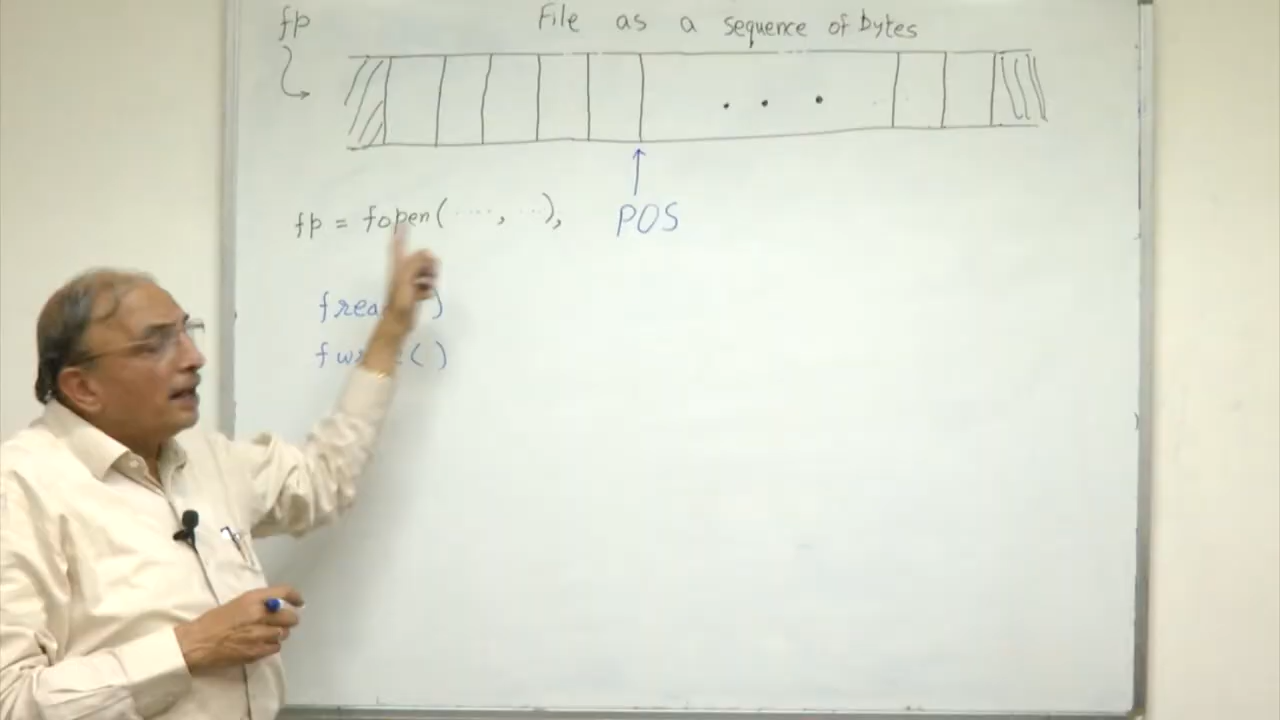 fp
File as a sequence of bytes
fp = fopen( ...., ...);
POS
( )